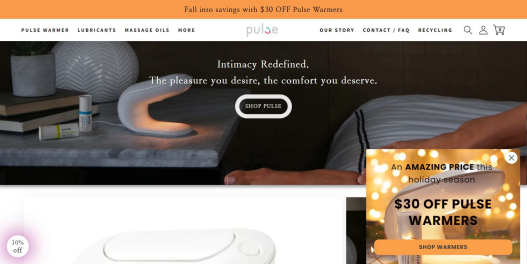 Fall into savings with $30 OFF Pulse Warmers
PULSE WARMER LUBRICANTS MASSAGE OILS MORE
pulse
OUR STORY CONTACT / FAQ RECYCLING
Intimacy Redefined.
The pleasure you desire, the comfort you deserve.
SHOP PULSE
An AMAZING PRICE this
holiday season
$30 OFF PULSE
WARMERS
SHOP WARMERS
10%
off